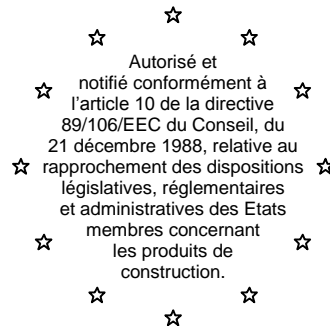 Autorisé et
notifié conformément à
l'article 10 de la directive
89/106/EEC du Conseil, du
21 décembre 1988, relative au
rapprochement des dispositions
législatives, réglementaires
et administratives des Etats
membres concernant
les produits de
construction.